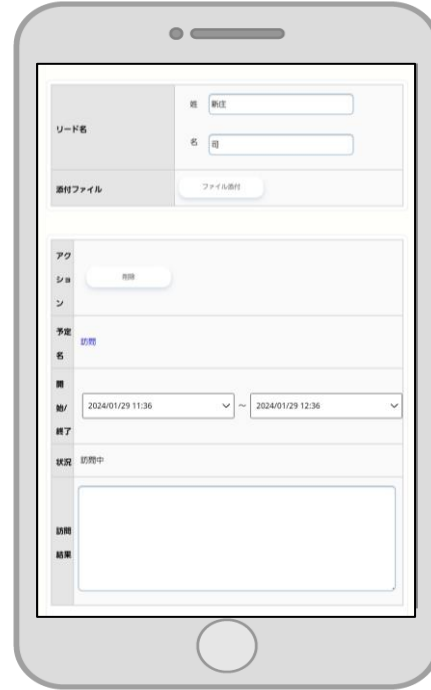 リード名
姓 新庄
名 司
添付ファイル ファイル添付
アク
ショ
ン
削除
予定
名
訪問
開
始/
終了
2024/01/29 11:36 ～ 2024/01/29 12:36
状況 訪問中
訪問
結果